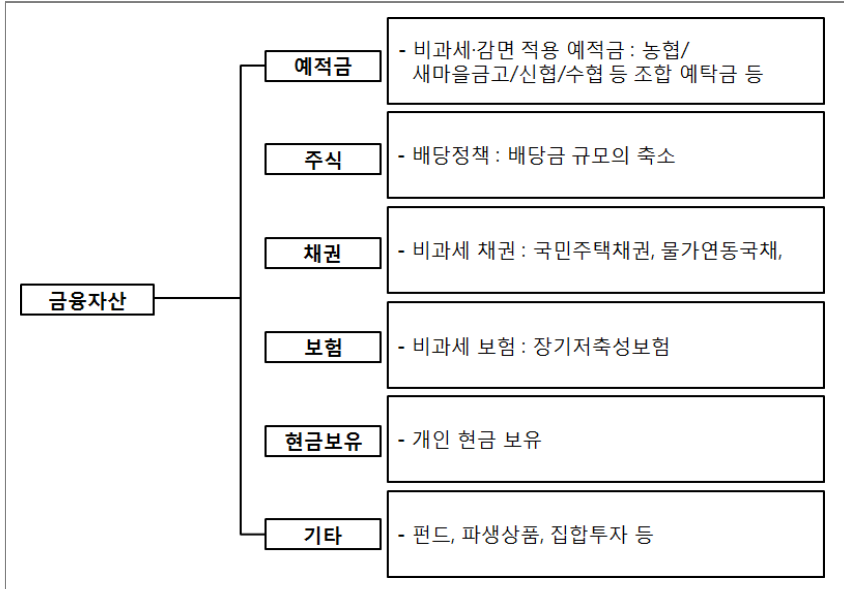 금융자산
예적금
- 비과세·감면 적용 예적금 : 농협/
새마을금고/신협/수협 등 조합 예탁금 등
주식
- 배당정책 : 배당금 규모의 축소
채권
- 비과세 채권 : 국민주택채권, 물가연동국채,
보험
- 비과세 보험 : 장기저축성보험
현금보유
- 개인 현금 보유
기타
- 펀드, 파생상품, 집합투자 등